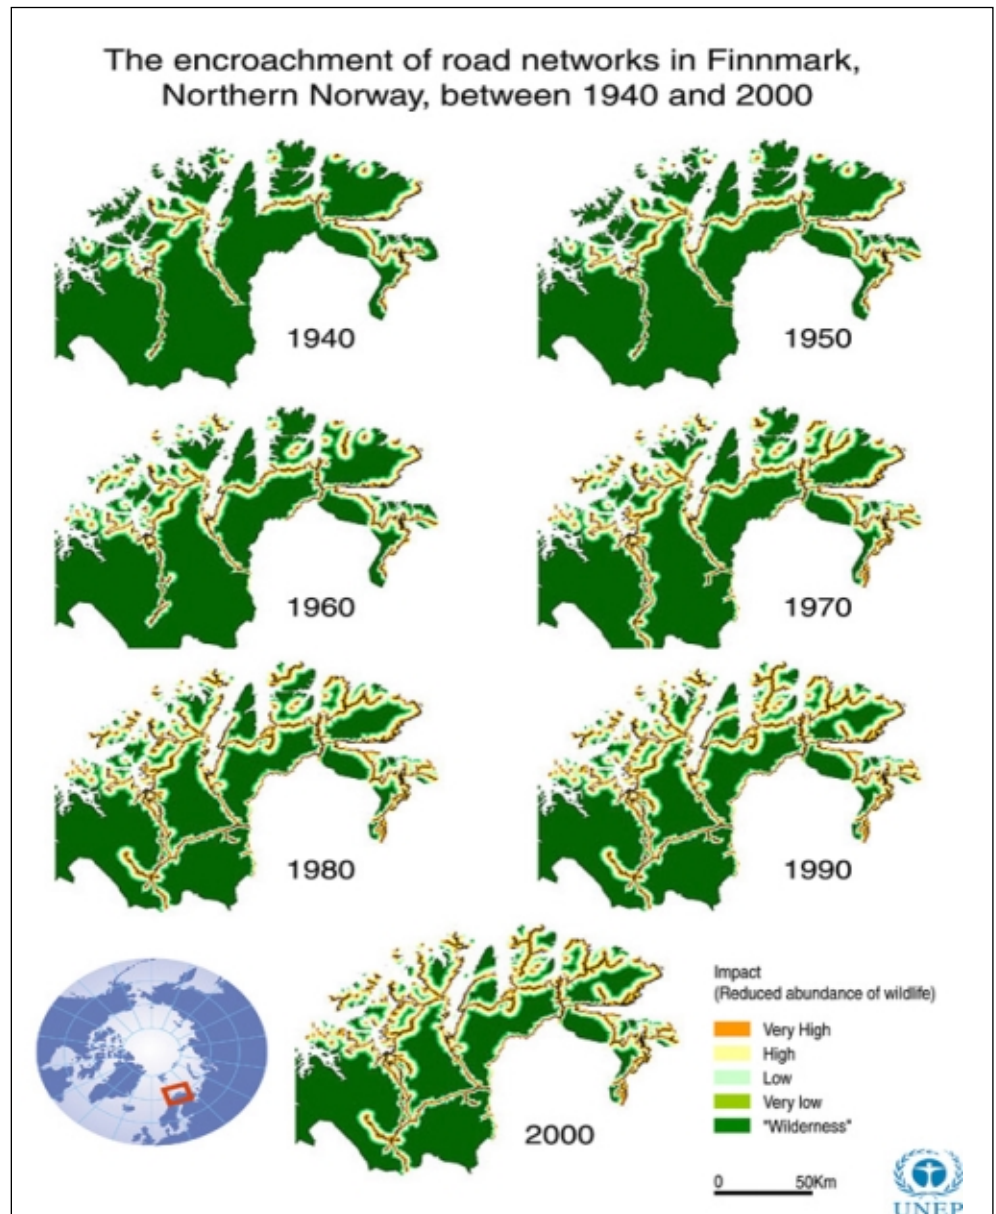 The encroachment of road networks in Finnmark,
Northern Norway, between 1940 and 2000
1940
1950
1960
1970
1980
1990
2000
Impact
(Reduced abundance of wildlife)
Very High
High
Low
Very low
"Wilderness"
0 50Km
UNEP